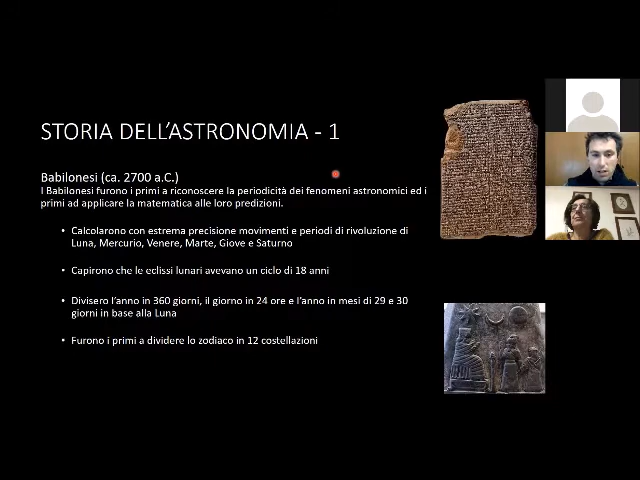 STORIA DELL'ASTRONOMIA - 1
Babilonesi (ca. 2700 a.C.)
I Babilonesi furono i primi a riconoscere la periodicità dei fenomeni astronomici ed i
primi ad applicare la matematica alle loro predizioni.
• Calcolarono con estrema precisione movimenti e periodi di rivoluzione di
Luna, Mercurio, Venere, Marte, Giove e Saturno
• Capirono che le eclissi lunari avevano un ciclo di 18 anni
• Divisero l'anno in 360 giorni, il giorno in 24 ore e l'anno in mesi di 29 e 30
giorni in base alla Luna
• Furono i primi a dividere lo zodiaco in 12 costellazioni